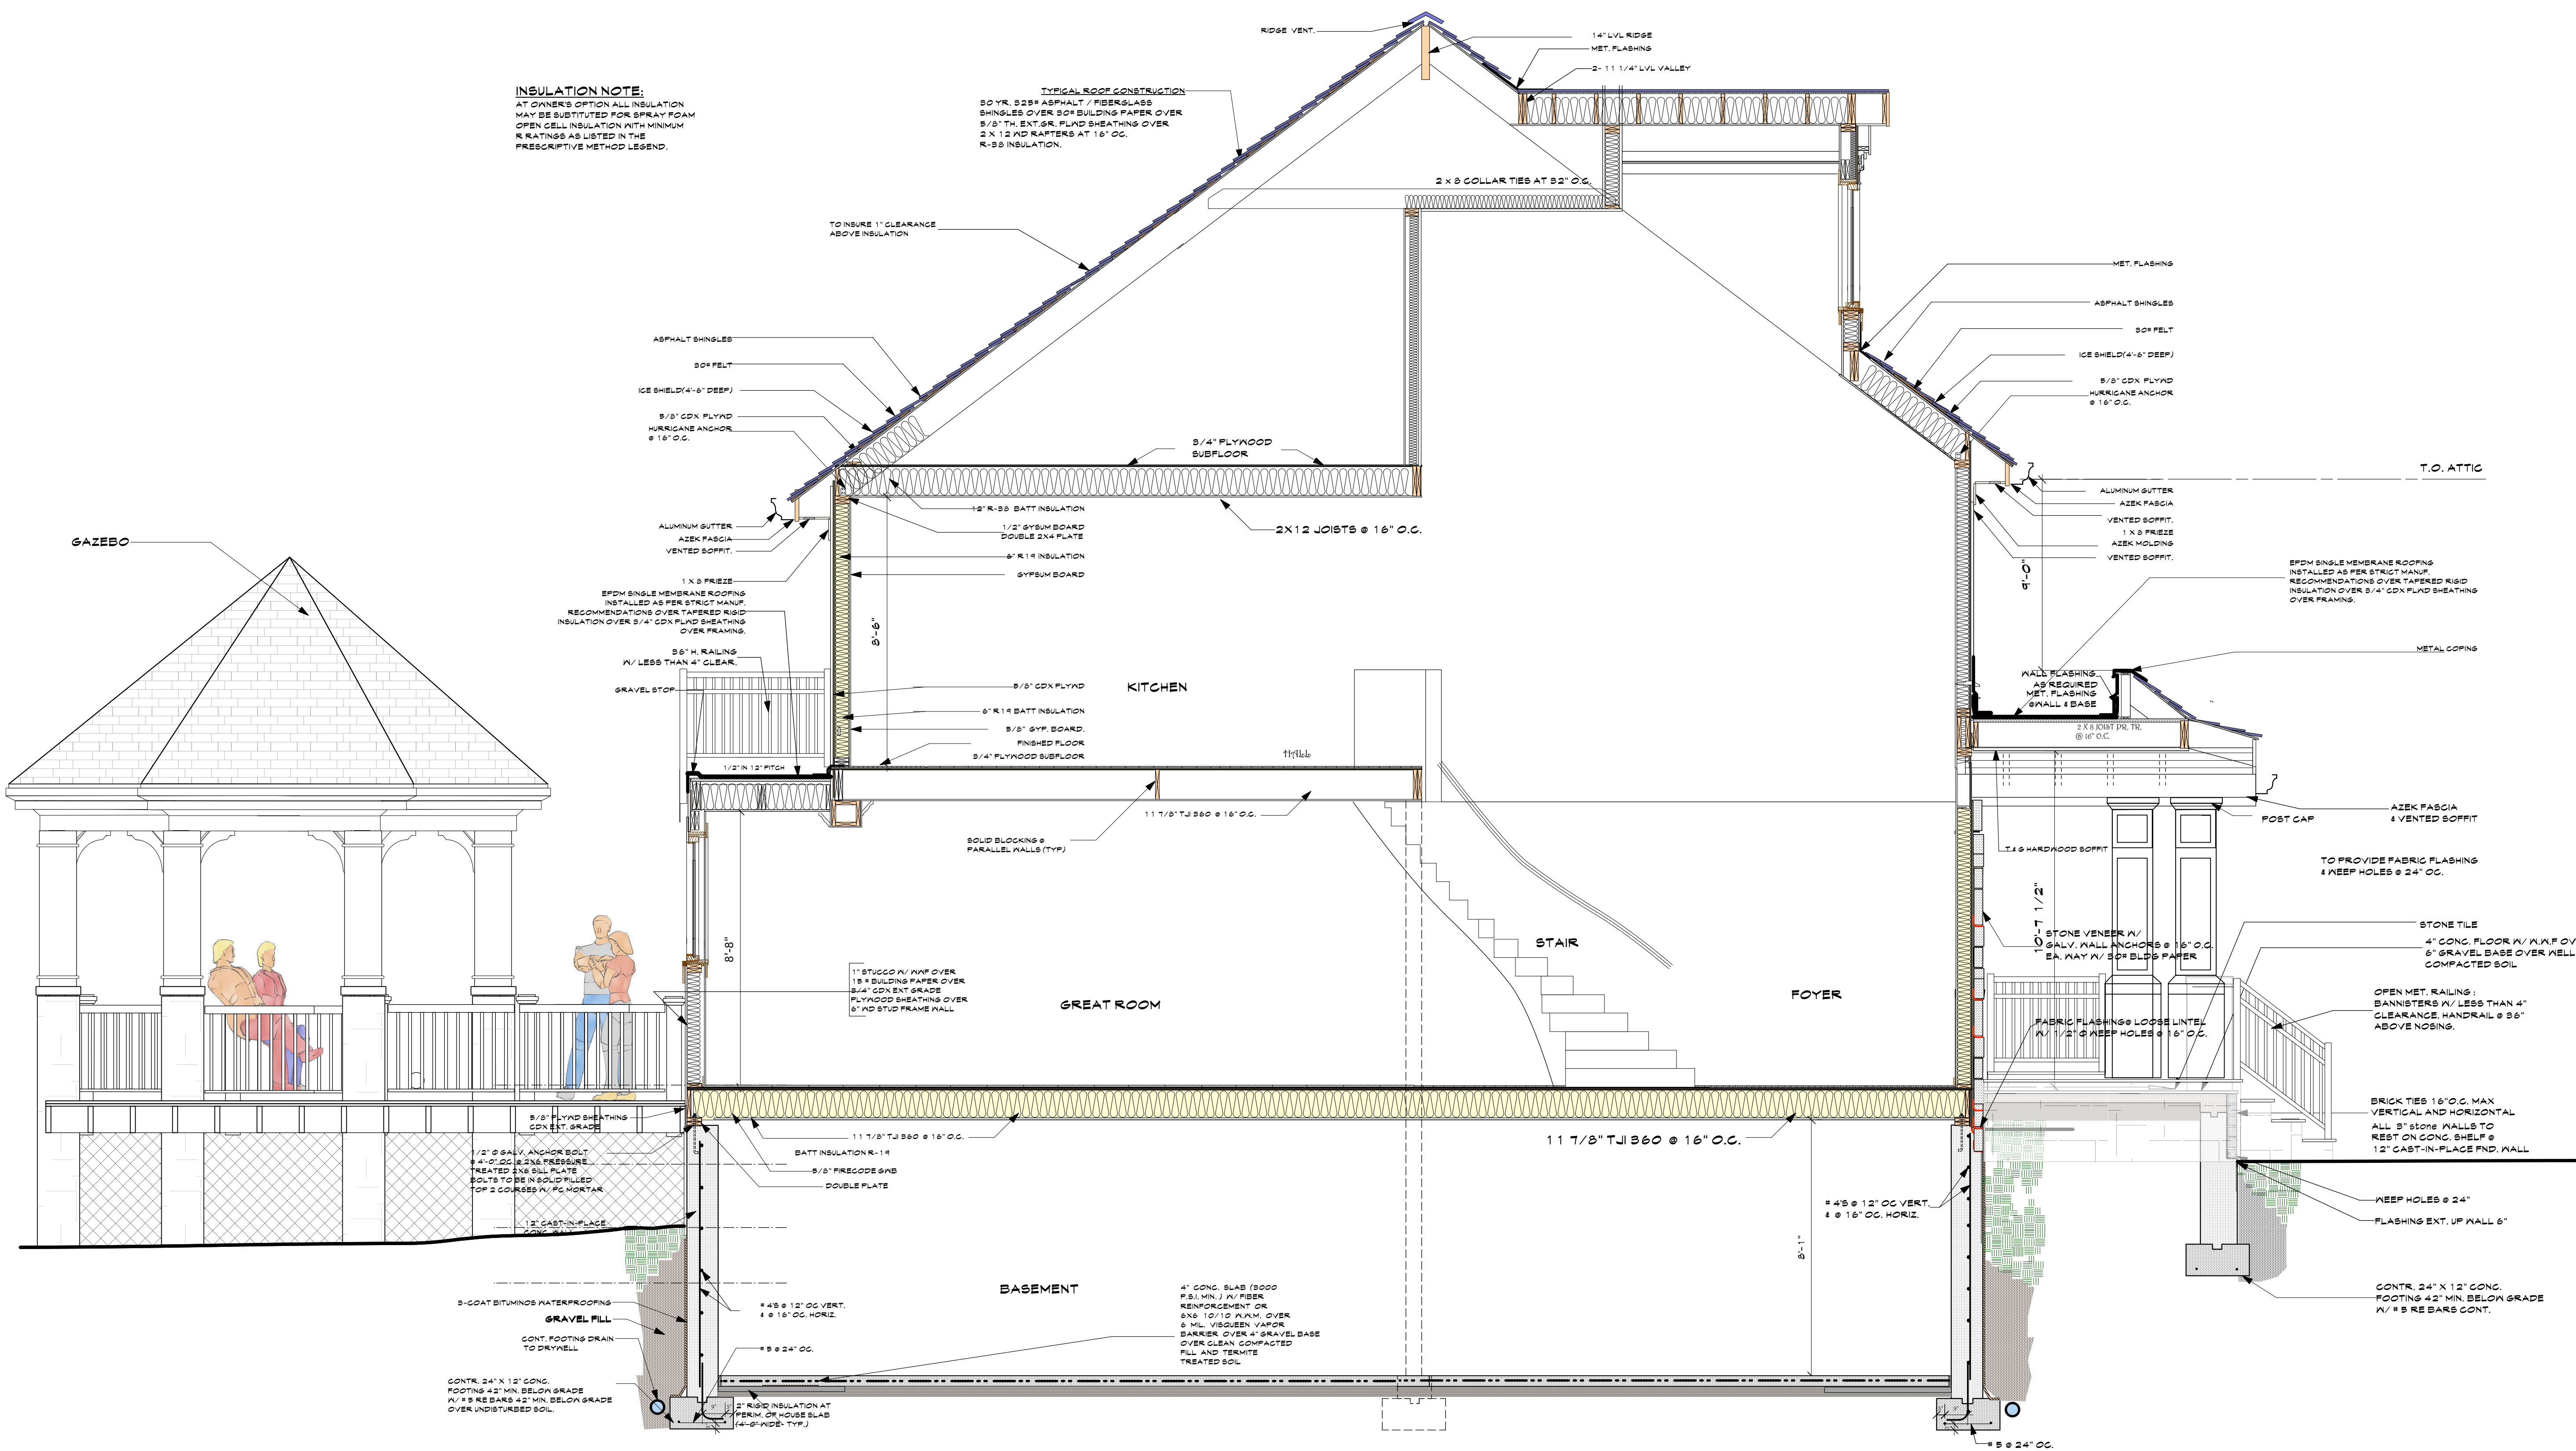 RIDGE VENT.
14" LVL RIDGE
MET. FLASHING
2- 11 1/4" LVL VALLEY
INSULATION NOTE:
AT OWNER'S OPTION ALL INSULATION
MAY BE SUBTITUTED FOR SPRAY FOAM
OPEN CELL INSULATION WITH MINIMUM
R RATINGS AS LISTED IN THE
PRESCRIPTIVE METHOD LEGEND.
TYPICAL ROOF CONSTRUCTION
30 YR. 325# ASPHALT / FIBERGLASS
SHINGLES OVER 30# BUILDING PAPER OVER
5/8" TH. EXT.GR. PLWD SHEATHING OVER
2 X 12 WD RAFTERS AT 16" OC.
R-38 INSULATION.
2 x 8 COLLAR TIES AT 32" O.C.
TO INSURE 1" CLEARANCE
ABOVE INSULATION
ASPHALT SHINGLES
30# FELT
ICE SHIELD(4'-6" DEEP)
5/8" CDX PLYWD
HURRICANE ANCHOR
@ 16" O.C.
MET. FLASHING
ASPHALT SHINGLES
30# FELT
ICE SHIELD(4'-6" DEEP)
5/8" CDX PLYWD
HURRICANE ANCHOR
@ 16" O.C.
3/4" PLYWOOD
SUBFLOOR
T.O. ATTIC
12" R-38 BATT INSULATION
1/2" GYSUM BOARD
DOUBLE 2X4 PLATE
6" R19 INSULATION
GYPSUM BOARD
2X12 JOISTS @ 16" O.C.
ALUMINUM GUTTER
AZEK FASCIA
VENTED SOFFIT.
1 X 8 FRIEZE
ALUMINUM GUTTER
AZEK FASCIA
VENTED SOFFIT.
1 X 8 FRIEZE
AZEK MOLDING
VENTED SOFFIT.
9'-0"
GAZEBO
EPDM SINGLE MEMBRANE ROOFING
INSTALLED AS PER STRICT MANUF.
RECOMMENDATIONS OVER TAPERED RIGID
INSULATION OVER 3/4" CDX PLWD SHEATHING
OVER FRAMING.
EPDM SINGLE MEMBRANE ROOFING
INSTALLED AS PER STRICT MANUF.
RECOMMENDATIONS OVER TAPERED RIGID
INSULATION OVER 3/4" CDX PLWD SHEATHING
OVER FRAMING.
36" H. RAILING
W/ LESS THAN 4" CLEAR.
GRAVEL STOP
8'-6"
5/8" CDX PLYWD
6" R19 BATT INSULATION
5/8" GYP. BOARD.
FINISHED FLOOR
3/4" PLYWOOD SUBFLOOR
KITCHEN
HALL
1/2" IN 12" PITCH
METAL COPING
WALL FLASHING
AS REQUIRED
MET. FLASHING
@WALL & BASE
2 X 8 JOIST PR. TR.
@ 16" O.C.
SOLID BLOCKING @
PARALLEL WALLS (TYP)
11 7/8" TJI 360 @ 16" O.C.
AZEK FASCIA
& VENTED SOFFIT
POST CAP
T & G HARDWOOD SOFFIT
TO PROVIDE FABRIC FLASHING
& WEEP HOLES @ 24" OC.
8'-8"
10'-7 1/2"
STAIR
GREAT ROOM
FOYER
1" STUCCO W/ WWF OVER
15 # BUILDING PAPER OVER
3/4" CDX EXT GRADE
PLYWOOD SHEATHING OVER
6" WD STUD FRAME WALL
STONE VENEER W/
GALV. WALL ANCHORS @ 16" O.C.
EA. WAY W/ 30# BLDG PAPER
STONE TILE
4" CONC. FLOOR W/ W.W.F OV
6" GRAVEL BASE OVER WELL
COMPACTED SOIL
OPEN MET. RAILING :
BANNISTERS W/ LESS THAN 4"
CLEARANCE, HANDRAIL @ 36"
ABOVE NOSING.
FABRIC FLASHING@ LOOSE LINTEL
W/ 1/2" Ø WEEP HOLES @ 16" O.C.
BRICK TIES 16"O.C. MAX
VERTICAL AND HORIZONTAL
ALL 3" stone WALLS TO
REST ON CONC. SHELF @
12" CAST-IN-PLACE FND. WALL
5/8" PLYWD SHEATHING
CDX EXT. GRADE
1/2" Ø GALV. ANCHOR BOLT
@ 4'-0" OC. @ 2X6 PRESSURE
TREATED 2X6 SILL PLATE
BOLTS TO BE IN SOLID FILLED
TOP 2 COURSES W/ PC MORTAR
11 7/8" TJI 360 @ 16" O.C.
BATT INSULATION R-19
5/8" FIRECODE GWB
DOUBLE PLATE
11 7/8" TJI 360 @ 16" O.C.
12" CAST-IN-PLACE
CONC. WALL
# 4'S @ 12" OC VERT.
& @ 16" OC. HORIZ.
WEEP HOLES @ 24"
FLASHING EXT. UP WALL 6"
8'-1"
BASEMENT
4" CONC. SLAB (3000
P.S.I. MIN. ) W/ FIBER
REINFORCEMENT OR
6X6 10/10 W.W.M. OVER
6 MIL. VISQUEEN VAPOR
BARRIER OVER 4" GRAVEL BASE
OVER CLEAN COMPACTED
FILL AND TERMITE
TREATED SOIL
3-COAT BITUMINOS WATERPROOFING
GRAVEL FILL
CONT. FOOTING DRAIN
TO DRYWELL
# 4'S @ 12" OC VERT.
& @ 16" OC. HORIZ.
# 5 @ 24" OC.
CONTR. 24" X 12" CONC.
FOOTING 42" MIN. BELOW GRADE
W/ # 5 RE BARS CONT.
CONTR. 24" X 12" CONC.
FOOTING 42" MIN. BELOW GRADE
W/ # 5 RE BARS 42" MIN. BELOW GRADE
OVER UNDISTURBED SOIL.
2" RIGID INSULATION AT
PERIM. OF HOUSE SLAB
(4'-0" WIDE- TYP.)
# 5 @ 24" OC.